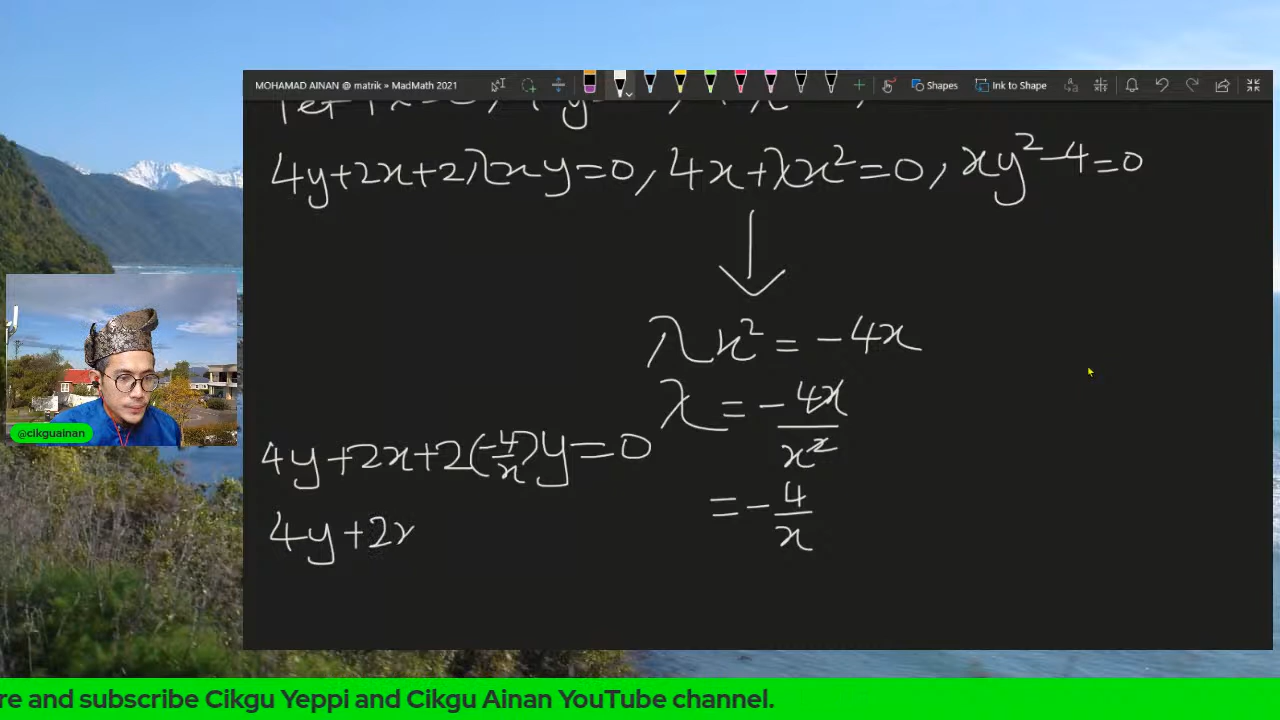 MOHAMAD AINAN @ matrik » MadMath 2021
Shapes
Ink to Shape
4y+2x+2λxy=0, 4x+λx²=0, xy²-4=0
λx² = -4x
λ = -4x/x²
4y+2x+2(-4/x)y=0
= -4/x
4y+2x
@cikguainan
re and subscribe Cikgu Yeppi and Cikgu Ainan YouTube channel.